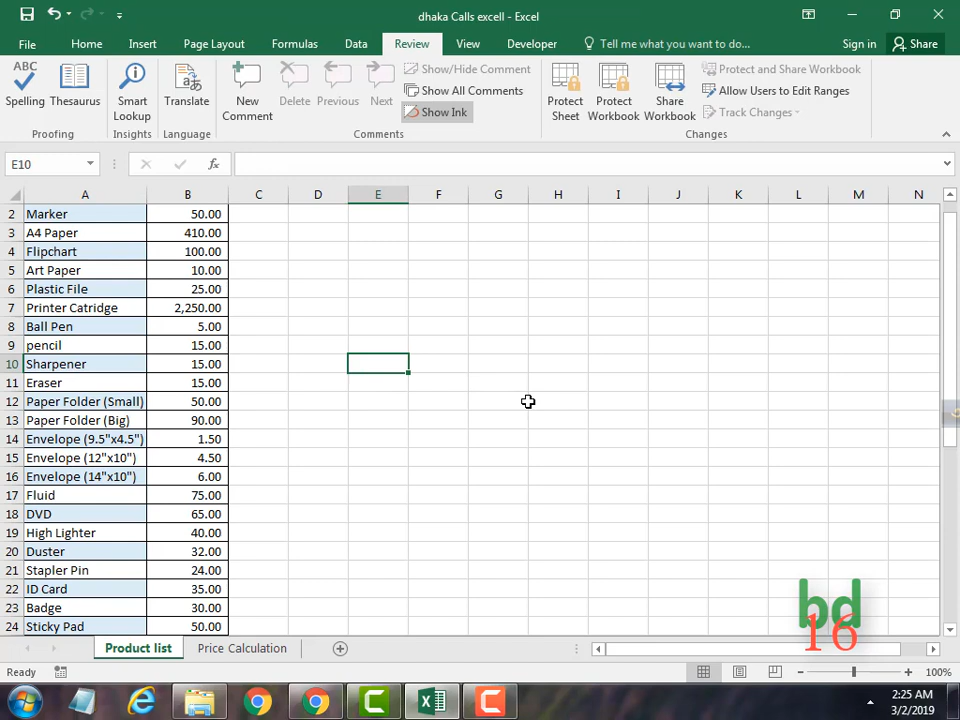 dhaka Calls excell - Excel
File Home Insert Page Layout Formulas Data Review View Developer Tell me what you want to do... Sign in Share
ABC
Spelling Thesaurus Smart Lookup Translate New Comment Delete Previous Next
Show/Hide Comment
Show All Comments
Show Ink
Protect Sheet Protect Workbook Share Workbook
Protect and Share Workbook
Allow Users to Edit Ranges
Track Changes
Proofing Insights Language Comments Changes
E10 fx
A B C D E F G H I J K L M N
2 Marker 50.00
3 A4 Paper 410.00
4 Flipchart 100.00
5 Art Paper 10.00
6 Plastic File 25.00
7 Printer Catridge 2,250.00
8 Ball Pen 5.00
9 pencil 15.00
10 Sharpener 15.00
11 Eraser 15.00
12 Paper Folder (Small) 50.00
13 Paper Folder (Big) 90.00
14 Envelope (9.5"x4.5") 1.50
15 Envelope (12"x10") 4.50
16 Envelope (14"x10") 6.00
17 Fluid 75.00
18 DVD 65.00
19 High Lighter 40.00
20 Duster 32.00
21 Stapler Pin 24.00
22 ID Card 35.00
23 Badge 30.00
24 Sticky Pad 50.00
bd
16
Product list Price Calculation
Ready 100%
2:25 AM
3/2/2019